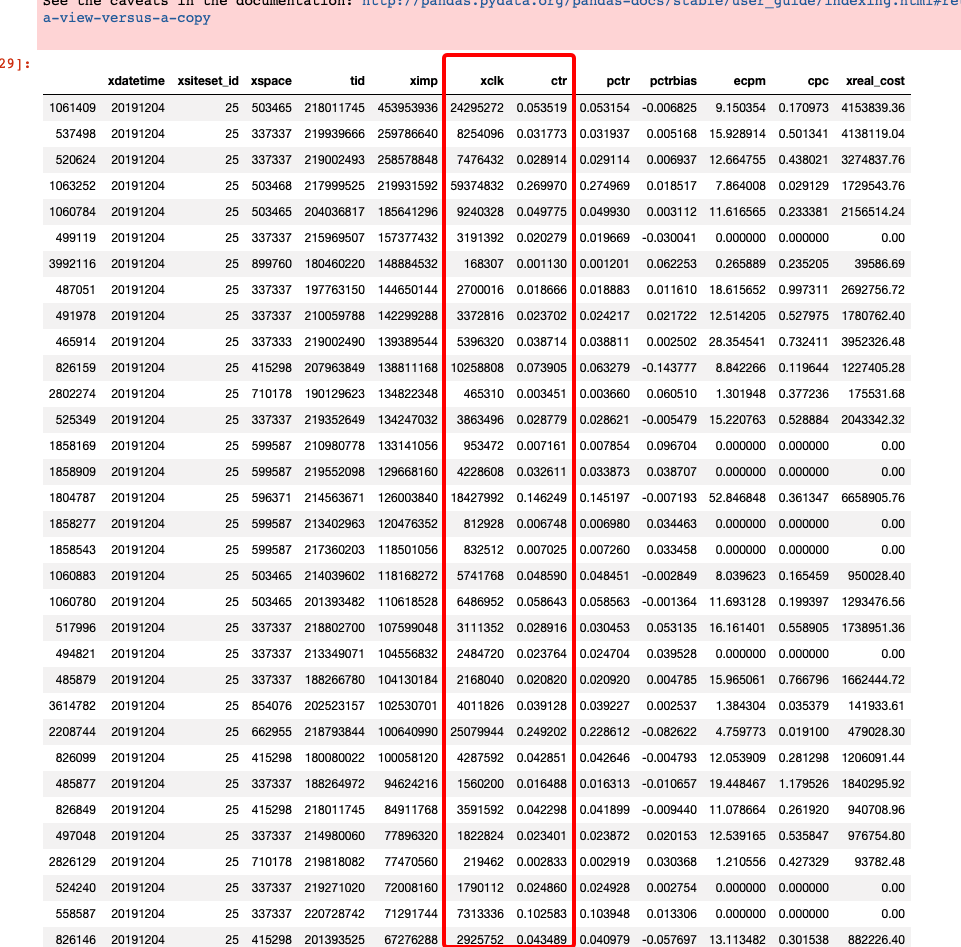 See the caveats in the documentation: http://pandas.pydata.org/pandas-docs/stable/user_guide/indexing.html#re
a-view-versus-a-copy
29]:
xdatetime xsiteset_id xspace tid ximp xclk ctr pctr pctrbias ecpm cpc xreal_cost
1061409 20191204 25 503465 218011745 453953936 24295272 0.053519 0.053154 -0.006825 9.150354 0.170973 4153839.36
537498 20191204 25 337337 219939666 259786640 8254096 0.031773 0.031937 0.005168 15.928914 0.501341 4138119.04
520624 20191204 25 337337 219002493 258578848 7476432 0.028914 0.029114 0.006937 12.664755 0.438021 3274837.76
1063252 20191204 25 503468 217999525 219931592 59374832 0.269970 0.274969 0.018517 7.864008 0.029129 1729543.76
1060784 20191204 25 503465 204036817 185641296 9240328 0.049775 0.049930 0.003112 11.616565 0.233381 2156514.24
499119 20191204 25 337337 215969507 157377432 3191392 0.020279 0.019669 -0.030041 0.000000 0.000000 0.00
3992116 20191204 25 899760 180460220 148884532 168307 0.001130 0.001201 0.062253 0.265889 0.235205 39586.69
487051 20191204 25 337337 197763150 144650144 2700016 0.018666 0.018883 0.011610 18.615652 0.997311 2692756.72
491978 20191204 25 337337 210059788 142299288 3372816 0.023702 0.024217 0.021722 12.514205 0.527975 1780762.40
465914 20191204 25 337333 219002490 139389544 5396320 0.038714 0.038811 0.002502 28.354541 0.732411 3952326.48
826159 20191204 25 415298 207963849 138811168 10258808 0.073905 0.063279 -0.143777 8.842266 0.119644 1227405.28
2802274 20191204 25 710178 190129623 134822348 465310 0.003451 0.003660 0.060510 1.301948 0.377236 175531.68
525349 20191204 25 337337 219352649 134247032 3863496 0.028779 0.028621 -0.005479 15.220763 0.528884 2043342.32
1858169 20191204 25 599587 210980778 133141056 953472 0.007161 0.007854 0.096704 0.000000 0.000000 0.00
1858909 20191204 25 599587 219552098 129668160 4228608 0.032611 0.033873 0.038707 0.000000 0.000000 0.00
1804787 20191204 25 596371 214563671 126003840 18427992 0.146249 0.145197 -0.007193 52.846848 0.361347 6658905.76
1858277 20191204 25 599587 213402963 120476352 812928 0.006748 0.006980 0.034463 0.000000 0.000000 0.00
1858543 20191204 25 599587 217360203 118501056 832512 0.007025 0.007260 0.033458 0.000000 0.000000 0.00
1060883 20191204 25 503465 214039602 118168272 5741768 0.048590 0.048451 -0.002849 8.039623 0.165459 950028.40
1060780 20191204 25 503465 201393482 110618528 6486952 0.058643 0.058563 -0.001364 11.693128 0.199397 1293476.56
517996 20191204 25 337337 218802700 107599048 3111352 0.028916 0.030453 0.053135 16.161401 0.558905 1738951.36
494821 20191204 25 337337 213349071 104556832 2484720 0.023764 0.024704 0.039528 0.000000 0.000000 0.00
485879 20191204 25 337337 188266780 104130184 2168040 0.020820 0.020920 0.004785 15.965061 0.766796 1662444.72
3614782 20191204 25 854076 202523157 102530701 4011826 0.039128 0.039227 0.002537 1.384304 0.035379 141933.61
2208744 20191204 25 662955 218793844 100640990 25079944 0.249202 0.228612 -0.082622 4.759773 0.019100 479028.30
826099 20191204 25 415298 180080022 100058120 4287592 0.042851 0.042646 -0.004793 12.053909 0.281298 1206091.44
485877 20191204 25 337337 188264972 94624216 1560200 0.016488 0.016313 -0.010657 19.448467 1.179526 1840295.92
826849 20191204 25 415298 218011745 84911768 3591592 0.042298 0.041899 -0.009440 11.078664 0.261920 940708.96
497048 20191204 25 337337 214980060 77896320 1822824 0.023401 0.023872 0.020153 12.539165 0.535847 976754.80
2826129 20191204 25 710178 219818082 77470560 219462 0.002833 0.002919 0.030368 1.210556 0.427329 93782.48
524240 20191204 25 337337 219271020 72008160 1790112 0.024860 0.024928 0.002754 0.000000 0.000000 0.00
558587 20191204 25 337337 220728742 71291744 7313336 0.102583 0.103948 0.013306 0.000000 0.000000 0.00
826146 20191204 25 415298 201393525 67276288 2925752 0.043489 0.040979 -0.057697 13.113482 0.301538 882226.40